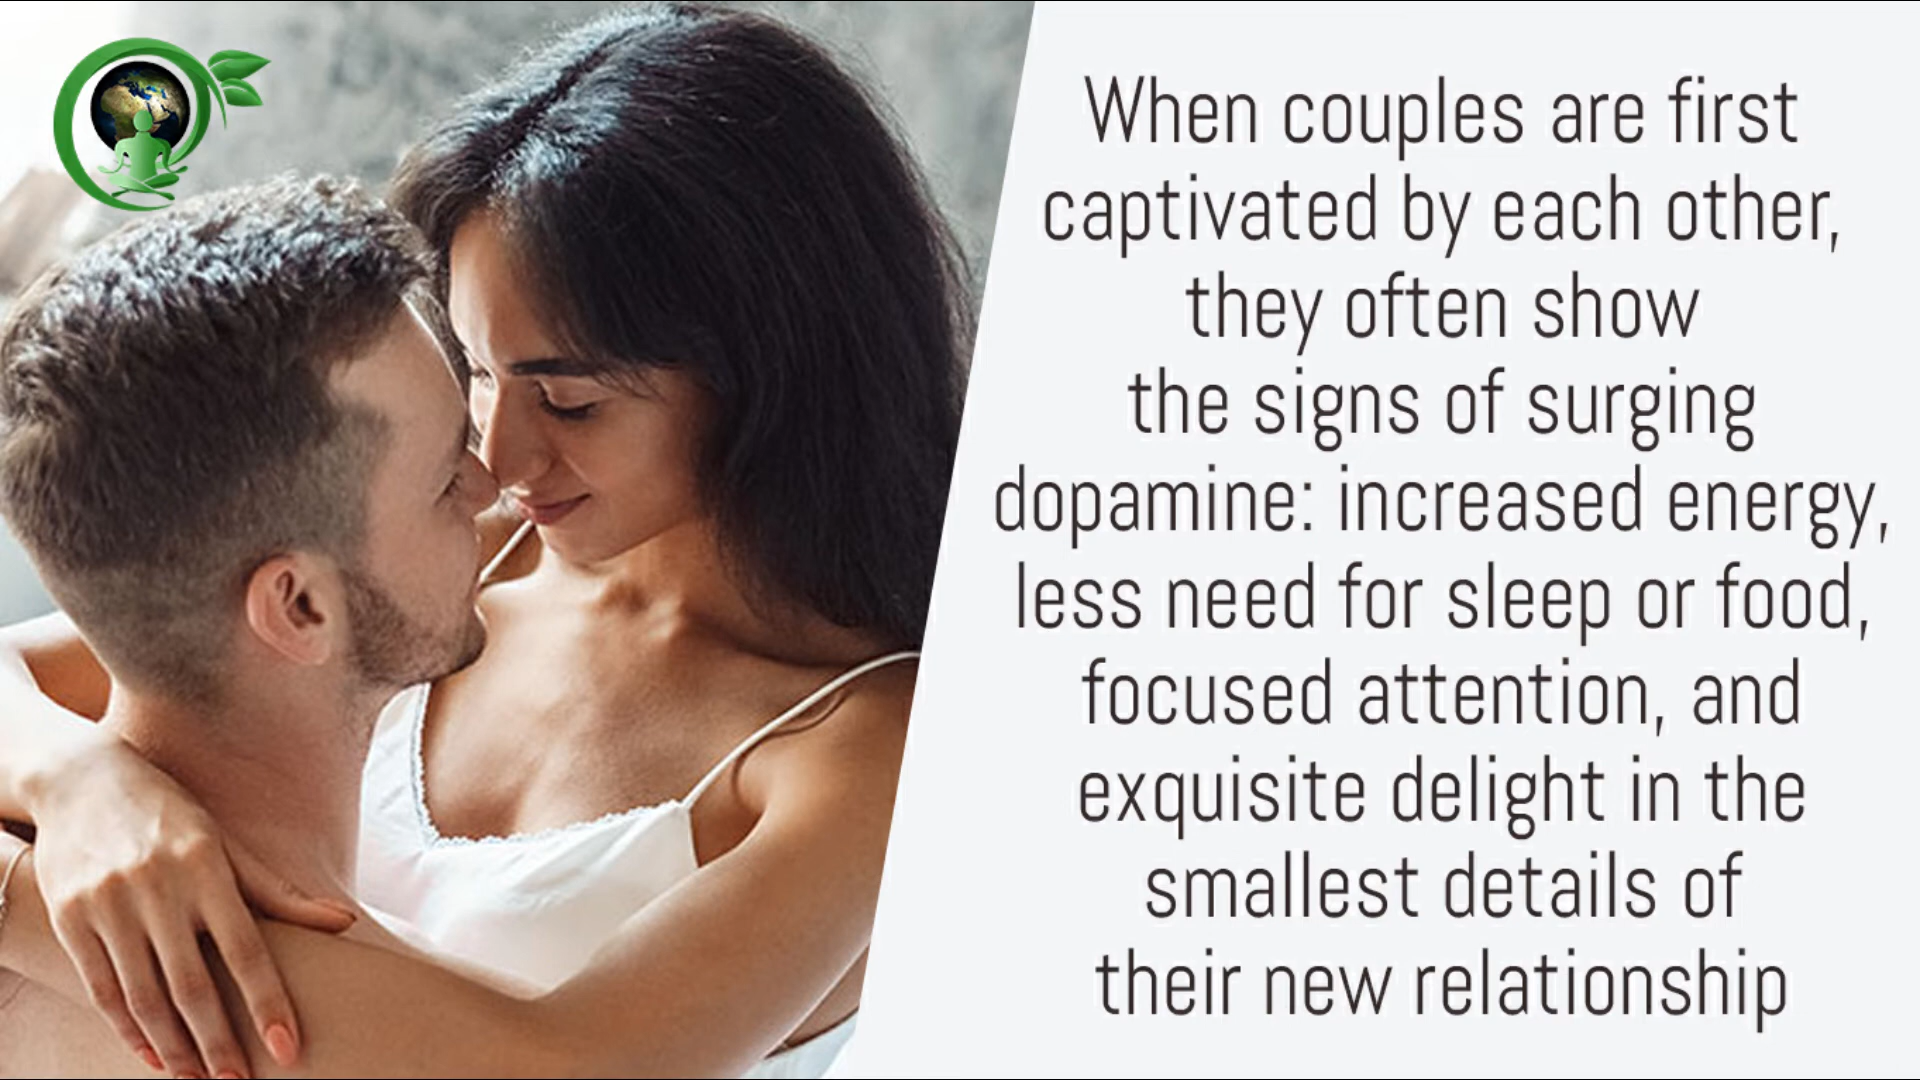 When couples are first
captivated by each other,
they often show
the signs of surging
dopamine: increased energy,
less need for sleep or food,
focused attention, and
exquisite delight in the
smallest details of
their new relationship